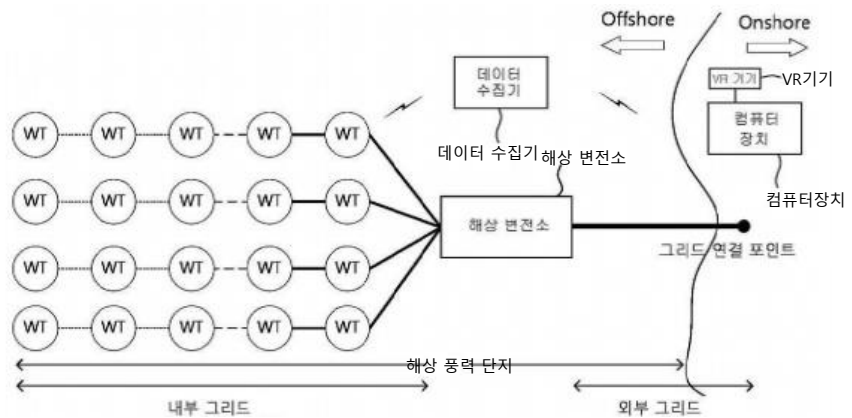 Offshore
Onshore
VR 기기
VR기기
데이터
수집기
컴퓨터
장치
데이터 수집기
해상 변전소
컴퓨터장치
WT WT WT WT WT
WT WT WT WT WT
해상 변전소
그리드 연결 포인트
WT WT WT WT WT
WT WT WT WT WT
해상 풍력 단지
내부 그리드
외부 그리드